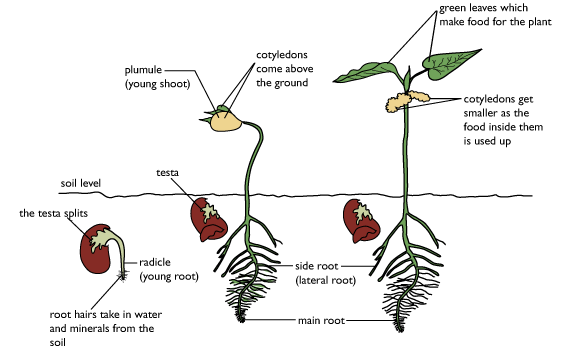 green leaves which
make food for the plant
cotyledons
come above
the ground
plumule
(young shoot)
cotyledons get
smaller as the
food inside them
is used up
testa
soil level
the testa splits
radicle
(young root)
side root
(lateral root)
root hairs take in water
and minerals from the
soil
main root